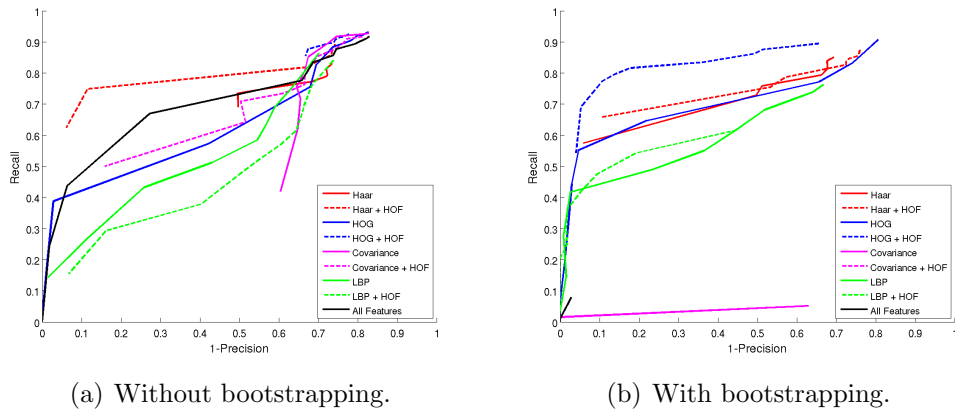 1
0.9
0.8
0.7
0.6
0.5
0.4
0.3
0.2
0.1
0
Recall
0 0.1 0.2 0.3 0.4 0.5 0.6 0.7 0.8 0.9 1
1-Precision
Haar
Haar + HOF
HOG
HOG + HOF
Covariance
Covariance + HOF
LBP
LBP + HOF
All Features
(a) Without bootstrapping.
1
0.9
0.8
0.7
0.6
0.5
0.4
0.3
0.2
0.1
0
Recall
0 0.1 0.2 0.3 0.4 0.5 0.6 0.7 0.8 0.9 1
1-Precision
Haar
Haar + HOF
HOG
HOG + HOF
Covariance
Covariance + HOF
LBP
LBP + HOF
All Features
(b) With bootstrapping.